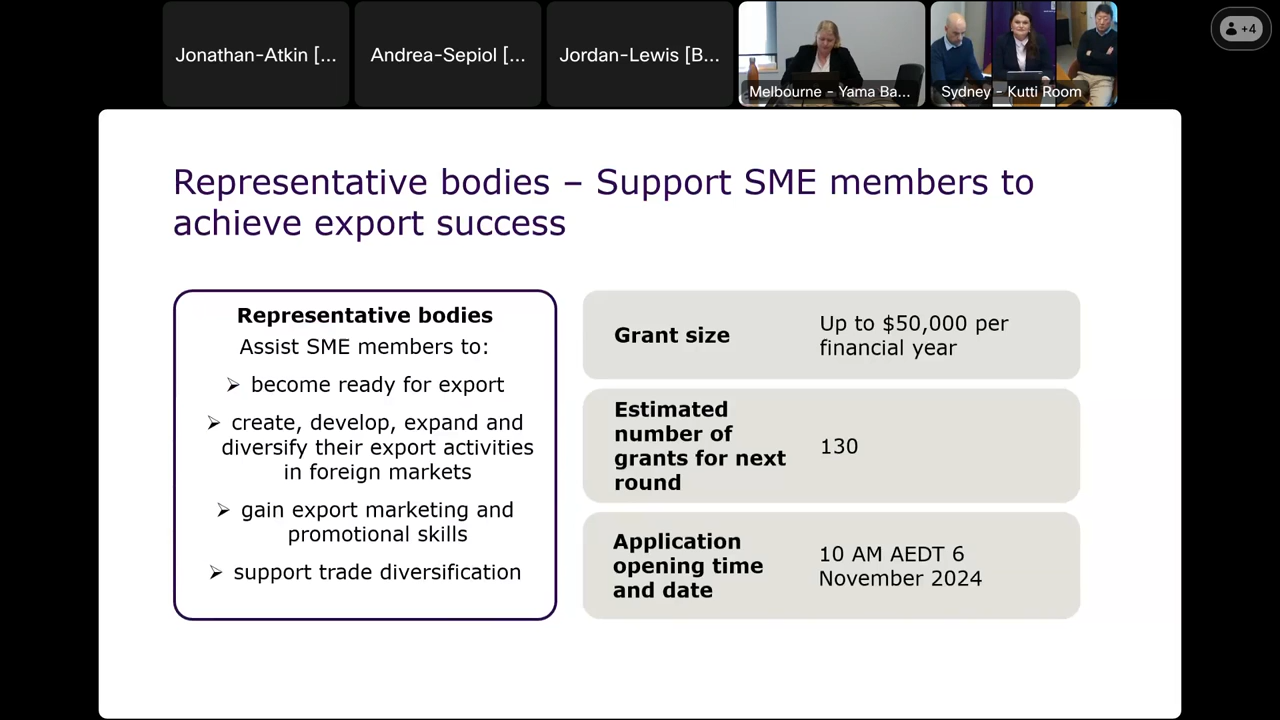 Jonathan-Atkin [...
Andrea-Sepiol [...
Jordan-Lewis [B...
Melbourne - Yama Ba...
Sydney - Kutti Room
+4
Representative bodies – Support SME members to
achieve export success
Representative bodies
Assist SME members to:
➢ become ready for export
➢ create, develop, expand and
diversify their export activities
in foreign markets
➢ gain export marketing and
promotional skills
➢ support trade diversification
Grant size
Up to $50,000 per
financial year
Estimated
number of
grants for next
round
130
Application
opening time
and date
10 AM AEDT 6
November 2024